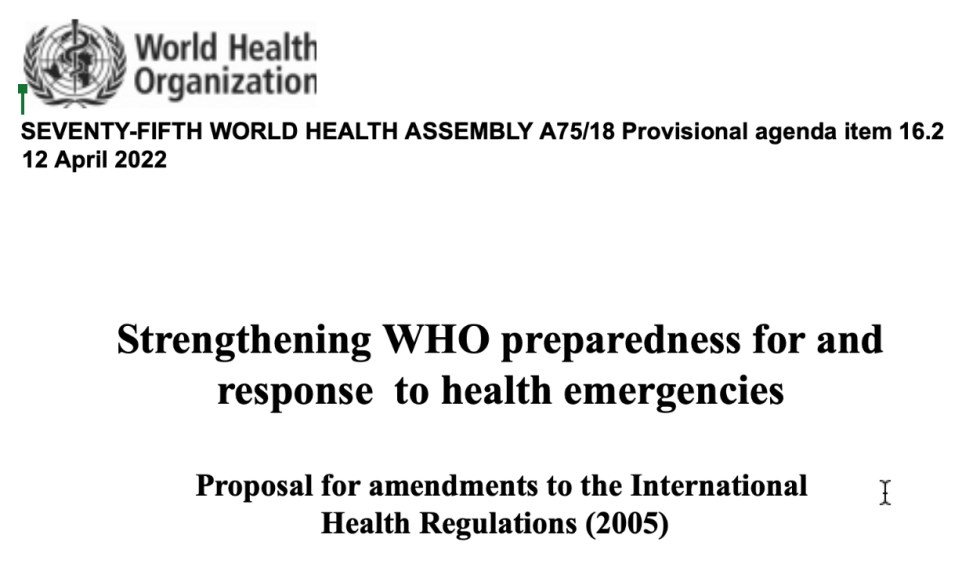 World Health
Organization
SEVENTY-FIFTH WORLD HEALTH ASSEMBLY A75/18 Provisional agenda item 16.2
12 April 2022
Strengthening WHO preparedness for and
response to health emergencies
Proposal for amendments to the International
Health Regulations (2005)